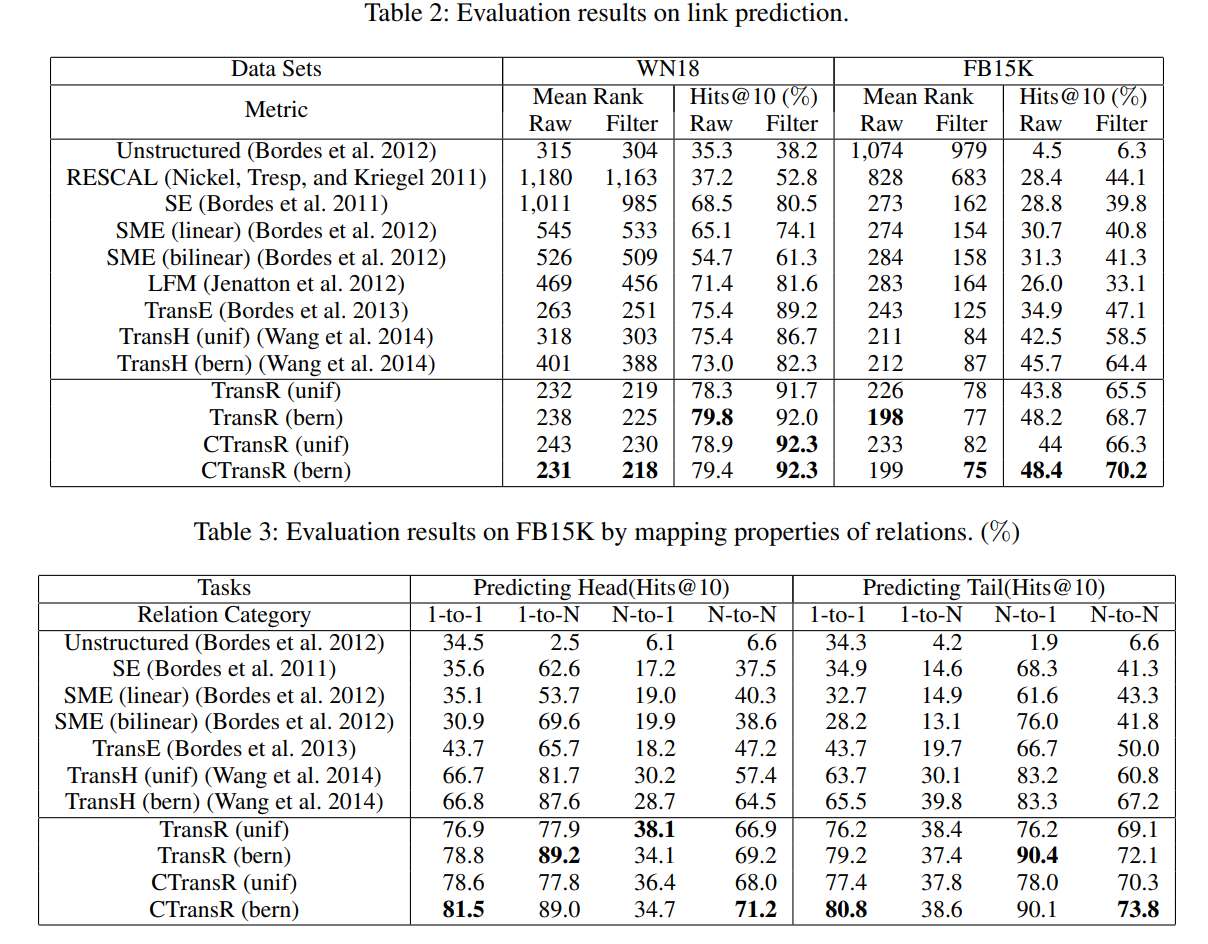 Table 2: Evaluation results on link prediction.
Data Sets WN18 FB15K
Metric Mean Rank Hits@10 (%) Mean Rank Hits@10 (%)
Raw Filter Raw Filter Raw Filter Raw Filter
Unstructured (Bordes et al. 2012) 315 304 35.3 38.2 1,074 979 4.5 6.3
RESCAL (Nickel, Tresp, and Kriegel 2011) 1,180 1,163 37.2 52.8 828 683 28.4 44.1
SE (Bordes et al. 2011) 1,011 985 68.5 80.5 273 162 28.8 39.8
SME (linear) (Bordes et al. 2012) 545 533 65.1 74.1 274 154 30.7 40.8
SME (bilinear) (Bordes et al. 2012) 526 509 54.7 61.3 284 158 31.3 41.3
LFM (Jenatton et al. 2012) 469 456 71.4 81.6 283 164 26.0 33.1
TransE (Bordes et al. 2013) 263 251 75.4 89.2 243 125 34.9 47.1
TransH (unif) (Wang et al. 2014) 318 303 75.4 86.7 211 84 42.5 58.5
TransH (bern) (Wang et al. 2014) 401 388 73.0 82.3 212 87 45.7 64.4
TransR (unif) 232 219 78.3 91.7 226 78 43.8 65.5
TransR (bern) 238 225 79.8 92.0 198 77 48.2 68.7
CTransR (unif) 243 230 78.9 92.3 233 82 44 66.3
CTransR (bern) 231 218 79.4 92.3 199 75 48.4 70.2
Table 3: Evaluation results on FB15K by mapping properties of relations. (%)
Tasks Predicting Head(Hits@10) Predicting Tail(Hits@10)
Relation Category 1-to-1 1-to-N N-to-1 N-to-N 1-to-1 1-to-N N-to-1 N-to-N
Unstructured (Bordes et al. 2012) 34.5 2.5 6.1 6.6 34.3 4.2 1.9 6.6
SE (Bordes et al. 2011) 35.6 62.6 17.2 37.5 34.9 14.6 68.3 41.3
SME (linear) (Bordes et al. 2012) 35.1 53.7 19.0 40.3 32.7 14.9 61.6 43.3
SME (bilinear) (Bordes et al. 2012) 30.9 69.6 19.9 38.6 28.2 13.1 76.0 41.8
TransE (Bordes et al. 2013) 43.7 65.7 18.2 47.2 43.7 19.7 66.7 50.0
TransH (unif) (Wang et al. 2014) 66.7 81.7 30.2 57.4 63.7 30.1 83.2 60.8
TransH (bern) (Wang et al. 2014) 66.8 87.6 28.7 64.5 65.5 39.8 83.3 67.2
TransR (unif) 76.9 77.9 38.1 66.9 76.2 38.4 76.2 69.1
TransR (bern) 78.8 89.2 34.1 69.2 79.2 37.4 90.4 72.1
CTransR (unif) 78.6 77.8 36.4 68.0 77.4 37.8 78.0 70.3
CTransR (bern) 81.5 89.0 34.7 71.2 80.8 38.6 90.1 73.8